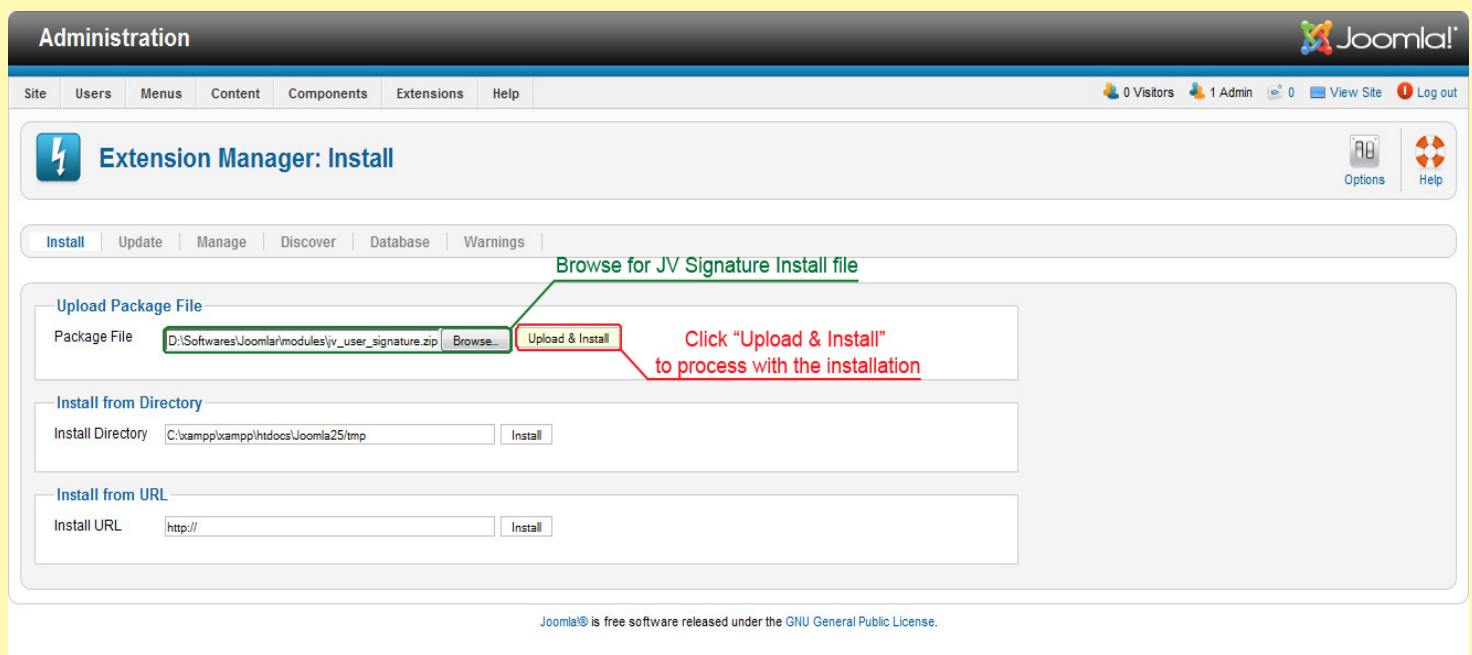 Administration
Joomla!
Site Users Menus Content Components Extensions Help
0 Visitors 1 Admin 0 View Site Log out
Extension Manager: Install
Options Help
Install Update Manage Discover Database Warnings
Browse for JV Signature Install file
Upload Package File
Package File D:\Softwares\Joomlar\modules\jv_user_signature.zip Browse... Upload & Install
Click “Upload & Install”
to process with the installation
Install from Directory
Install Directory C:\xampp\xampp\htdocs\Joomla25/tmp Install
Install from URL
Install URL http:// Install
Joomla!® is free software released under the GNU General Public License.